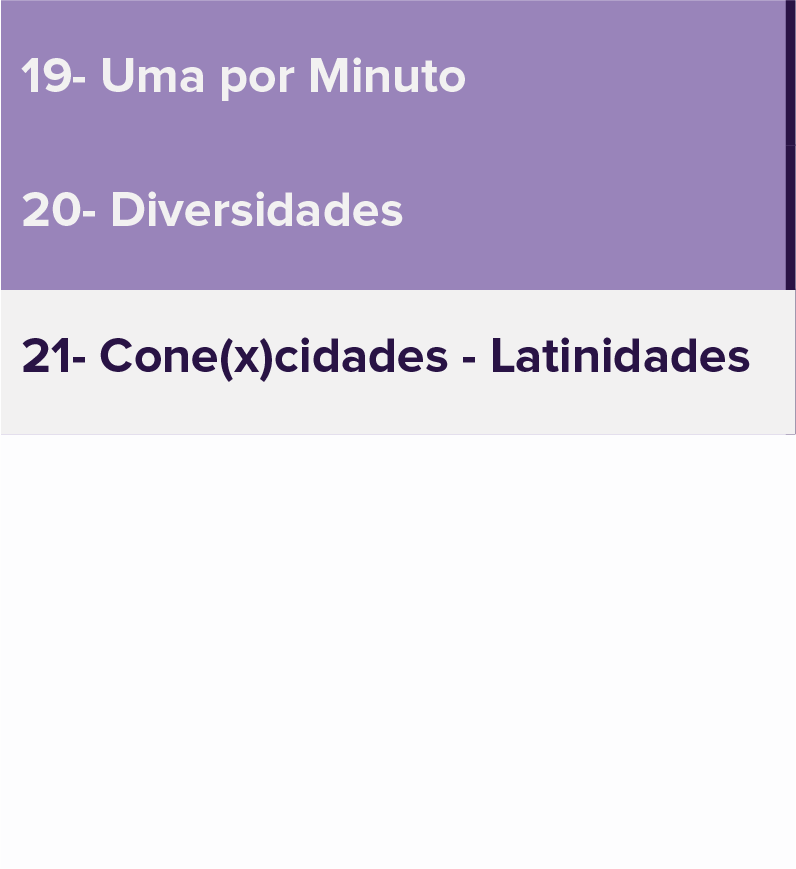 19- Uma por Minuto
20- Diversidades
21- Cone(x)cidades - Latinidades